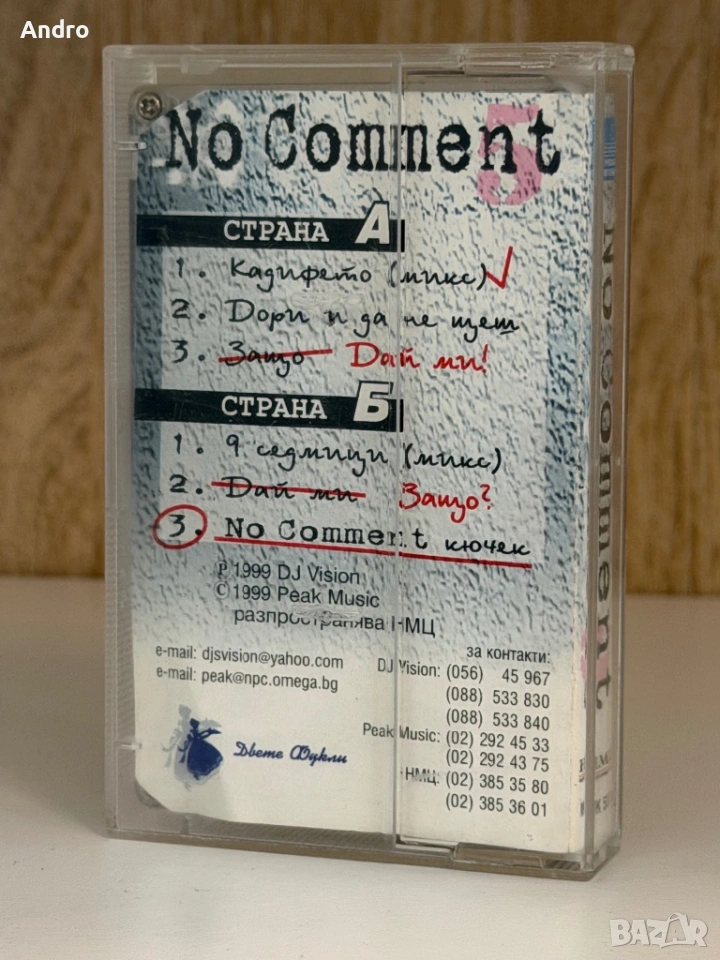 Andro
No Comment 5
СТРАНА А
1. Кадифето (микс)
2. Дори и да не щеш
3. Защо Дай ми!
СТРАНА Б
1. 9 седмици (микс)
2. Дай ми Защо?
3. No Comment кючек
℗ 1999 DJ Vision
© 1999 Peak Music
разпространява НМЦ
e-mail: djsvision@yahoo.com
e-mail: peak@npc.omega.bg
за контакти:
DJ Vision: (056) 45 967
(088) 533 830
(088) 533 840
Peak Music: (02) 292 45 33
(02) 292 43 75
НМЦ: (02) 385 35 80
(02) 385 36 01
Двете Фукли
No Comment
BAZAR